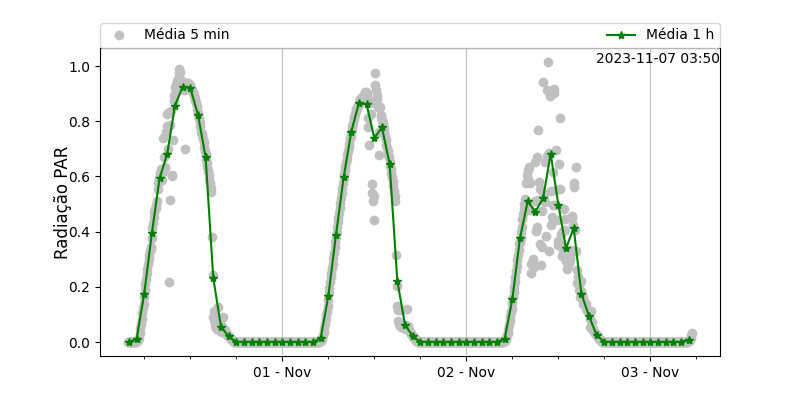 Média 5 min
Média 1 h
2023-11-07 03:50
Radiação PAR
1.0
0.8
0.6
0.4
0.2
0.0
01 - Nov
02 - Nov
03 - Nov